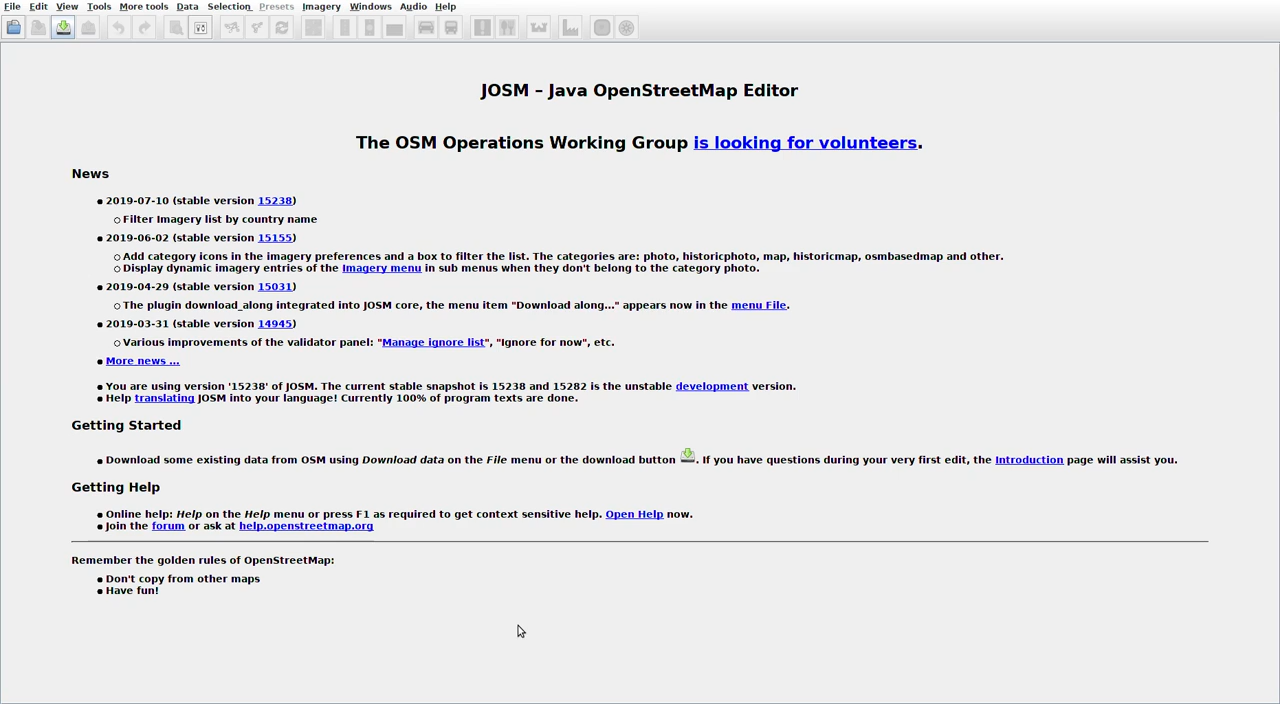 File Edit View Tools More tools Data Selection Presets Imagery Windows Audio Help
JOSM – Java OpenStreetMap Editor
The OSM Operations Working Group is looking for volunteers.
News
2019-07-10 (stable version 15238)
Filter Imagery list by country name
2019-06-02 (stable version 15155)
Add category icons in the imagery preferences and a box to filter the list. The categories are: photo, historicphoto, map, historicmap, osmbasedmap and other.
Display dynamic imagery entries of the Imagery menu in sub menus when they don't belong to the category photo.
2019-04-29 (stable version 15031)
The plugin download_along integrated into JOSM core, the menu item "Download along..." appears now in the menu File.
2019-03-31 (stable version 14945)
Various improvements of the validator panel: "Manage ignore list", "Ignore for now", etc.
More news ...
You are using version '15238' of JOSM. The current stable snapshot is 15238 and 15282 is the unstable development version.
Help translating JOSM into your language! Currently 100% of program texts are done.
Getting Started
Download some existing data from OSM using Download data on the File menu or the download button . If you have questions during your very first edit, the Introduction page will assist you.
Getting Help
Online help: Help on the Help menu or press F1 as required to get context sensitive help. Open Help now.
Join the forum or ask at help.openstreetmap.org
Remember the golden rules of OpenStreetMap:
Don't copy from other maps
Have fun!